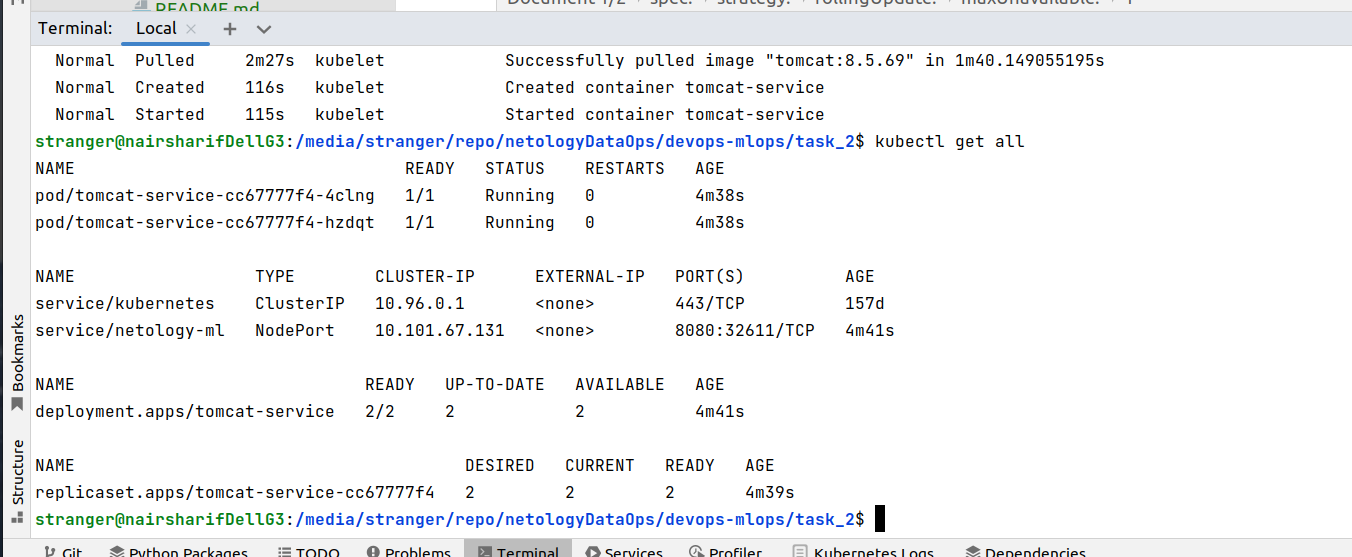 README.md
Document 1/2 › spec: › strategy: › rollingUpdate: › maxUnavailable: › 1
Terminal: Local × +
Normal Pulled 2m27s kubelet Successfully pulled image "tomcat:8.5.69" in 1m40.149055195s
Normal Created 116s kubelet Created container tomcat-service
Normal Started 115s kubelet Started container tomcat-service
stranger@nairsharifDellG3:/media/stranger/repo/netologyDataOps/devops-mlops/task_2$ kubectl get all
NAME READY STATUS RESTARTS AGE
pod/tomcat-service-cc67777f4-4clng 1/1 Running 0 4m38s
pod/tomcat-service-cc67777f4-hzdqt 1/1 Running 0 4m38s
NAME TYPE CLUSTER-IP EXTERNAL-IP PORT(S) AGE
service/kubernetes ClusterIP 10.96.0.1 <none> 443/TCP 157d
service/netology-ml NodePort 10.101.67.131 <none> 8080:32611/TCP 4m41s
NAME READY UP-TO-DATE AVAILABLE AGE
deployment.apps/tomcat-service 2/2 2 2 4m41s
NAME DESIRED CURRENT READY AGE
replicaset.apps/tomcat-service-cc67777f4 2 2 2 4m39s
stranger@nairsharifDellG3:/media/stranger/repo/netologyDataOps/devops-mlops/task_2$
Bookmarks
Structure
Git Python Packages TODO Problems Terminal Services Profiler Kubernetes Logs Dependencies